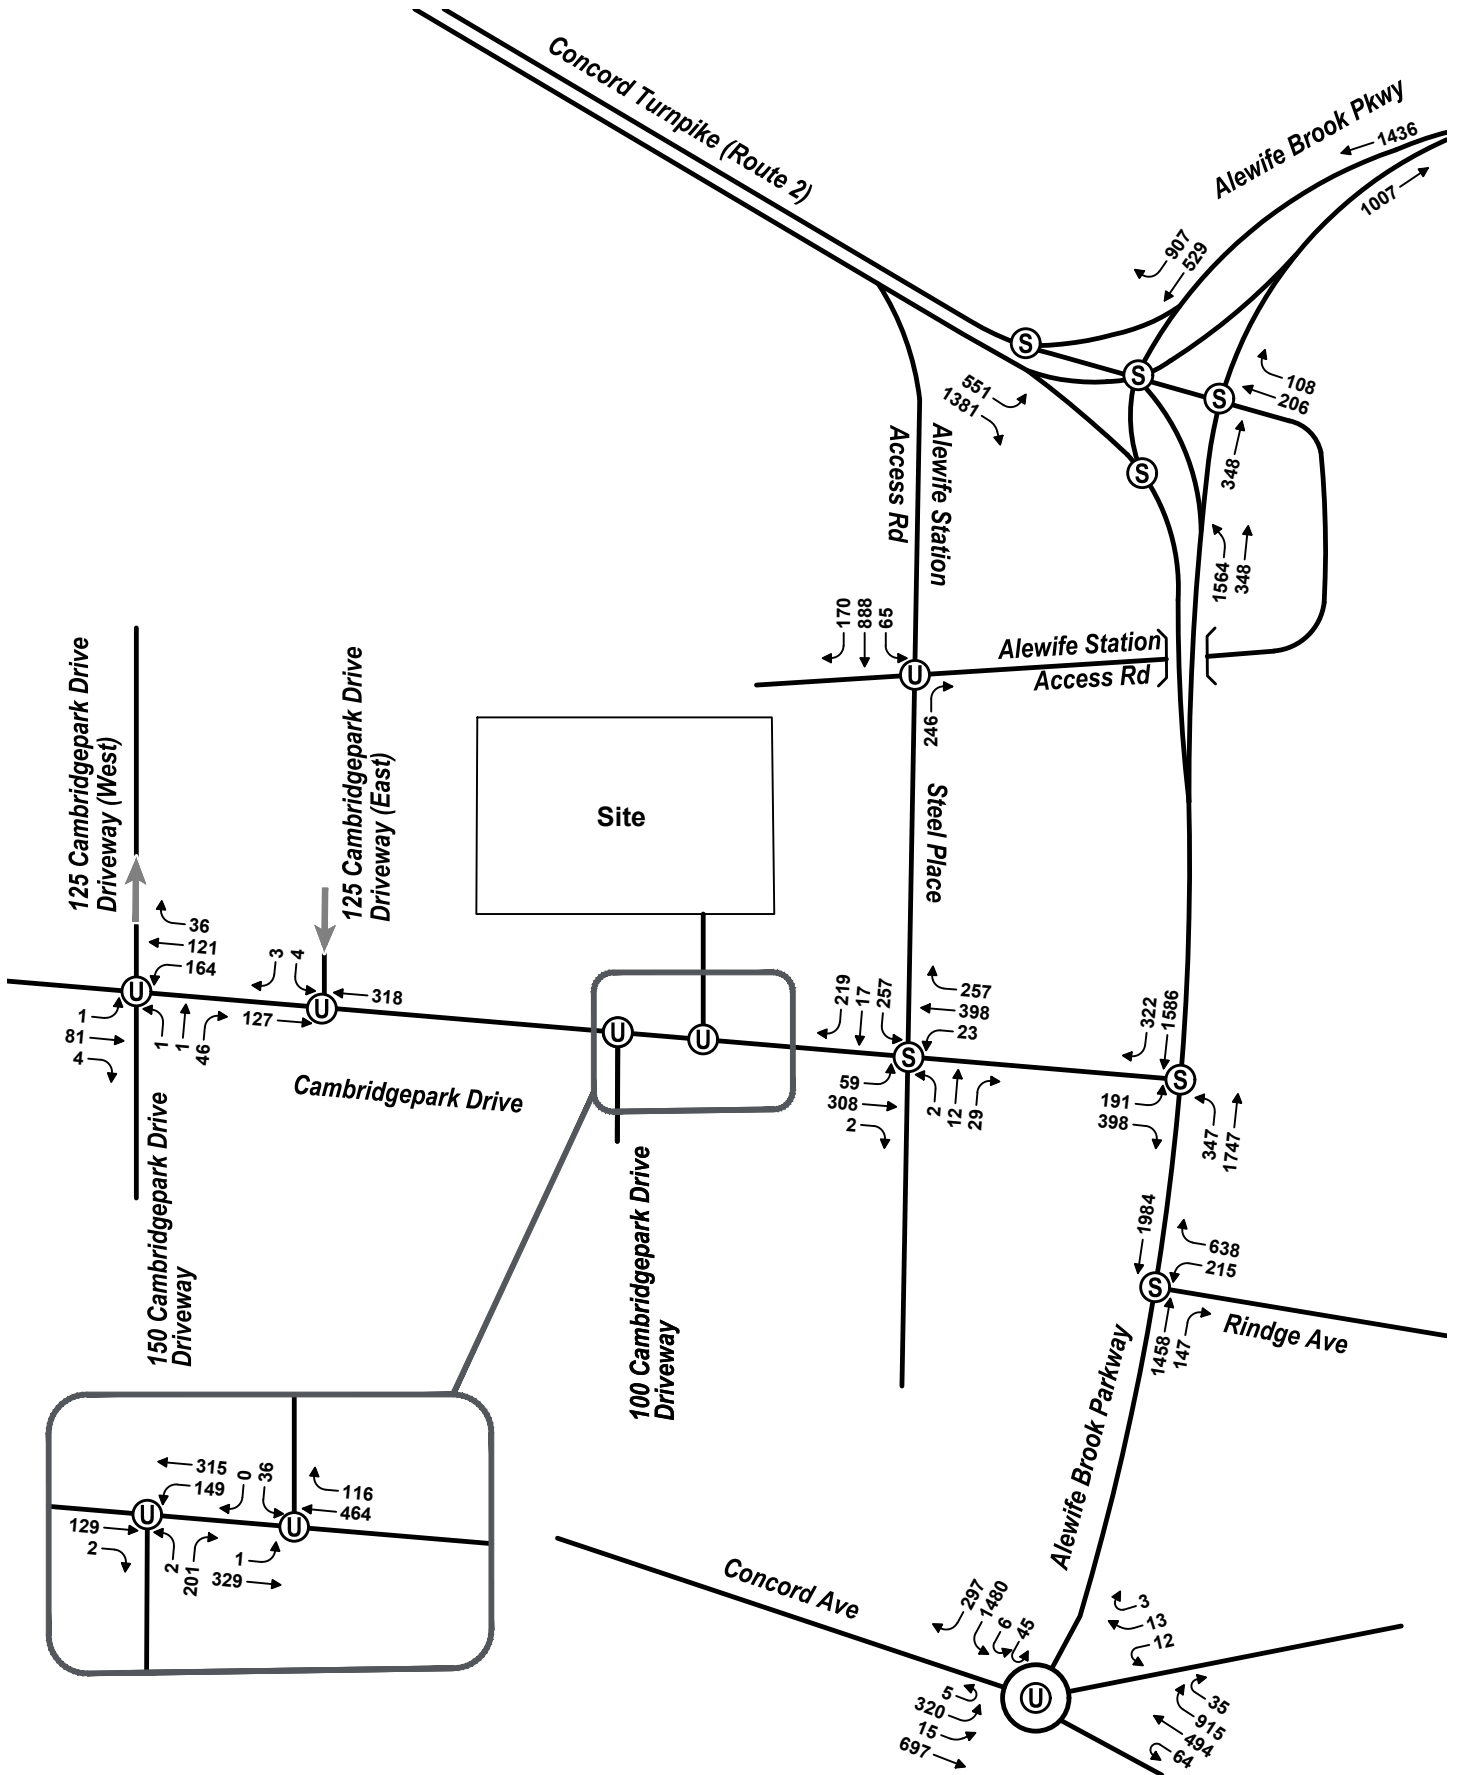 Concord Turnpike (Route 2)
Alewife Brook Pkwy
1436
1007
907
529
551
1381
108
206
348
1564
348
S
S
S
S
Alewife Station
Access Rd
170
888
65
U
246
Alewife Station
Access Rd
125 Cambridgepark Drive
Driveway (West)
125 Cambridgepark Drive
Driveway (East)
Site
Steel Place
36
121
164
U
1
81
4
1
1
46
3
4
318
127
U
Cambridgepark Drive
U
U
219
17
257
257
398
23
S
59
308
2
2
12
29
322
1586
S
191
398
347
1747
150 Cambridgepark Drive
Driveway
100 Cambridgepark Drive
Driveway
1984
638
215
S
1458
147
Rindge Ave
Alewife Brook Parkway
315
149
0
36
116
464
U
U
129
2
2
201
1
329
Concord Ave
297
1480
6
45
3
13
12
U
5
320
15
697
35
915
494
64